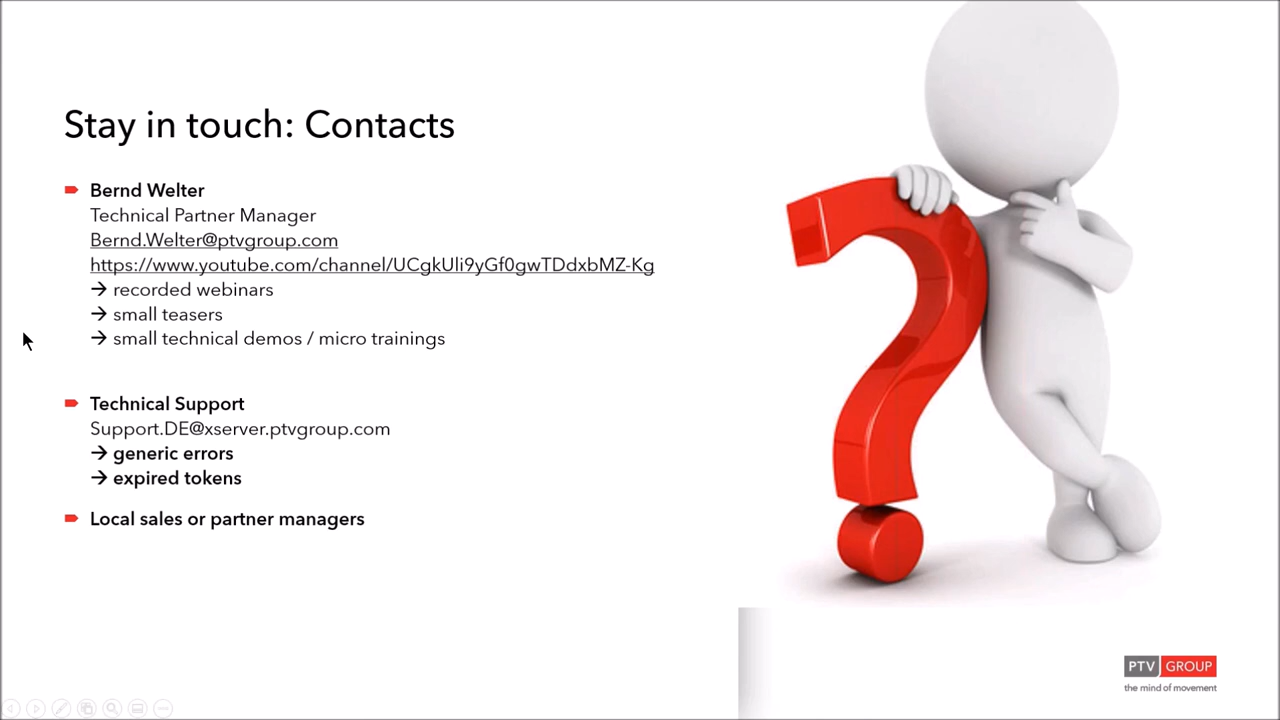 Stay in touch: Contacts
Bernd Welter
Technical Partner Manager
Bernd.Welter@ptvgroup.com
https://www.youtube.com/channel/UCgkUli9yGf0gwTDdxbMZ-Kg
→ recorded webinars
→ small teasers
→ small technical demos / micro trainings
Technical Support
Support.DE@xserver.ptvgroup.com
→ generic errors
→ expired tokens
Local sales or partner managers
PTV GROUP
the mind of movement